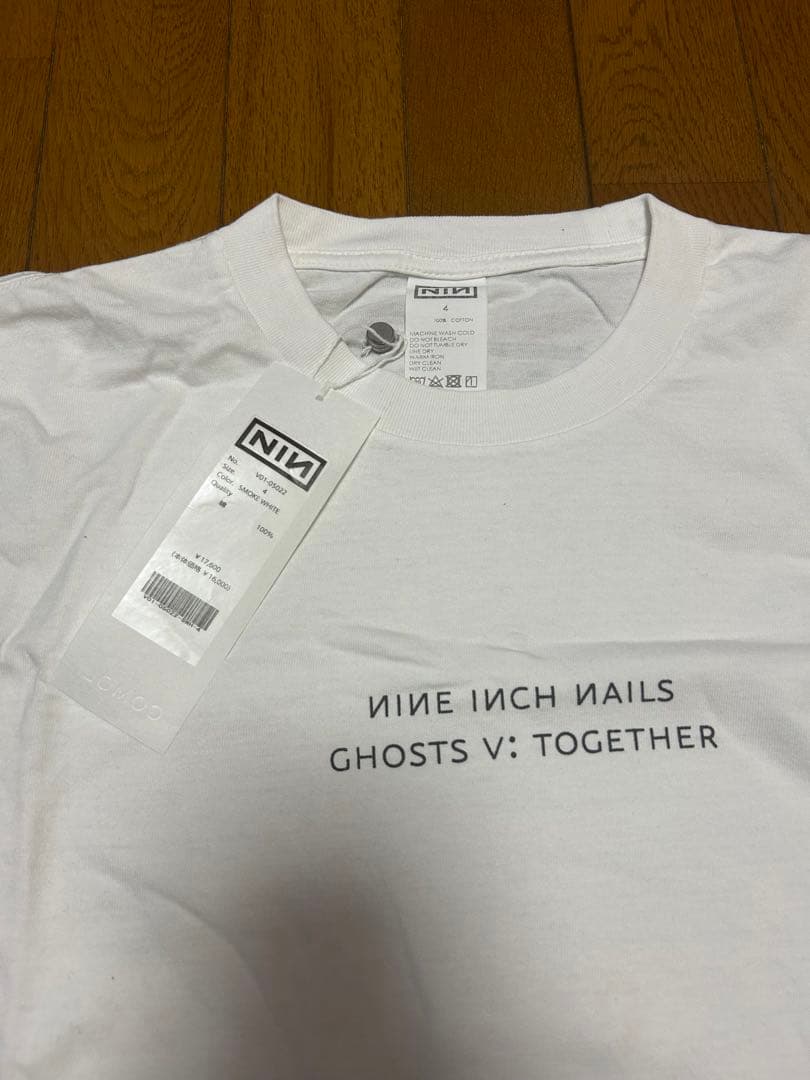 NIN
4
100% COTTON
MACHINE WASH COLD
DO NOT BLEACH
DO NOT TUMBLE DRY
LINE DRY
WARM IRON
DRY CLEAN
WET CLEAN
NIN
No. V01-05022
Size. 4
Color. SMOKE WHITE
Quality 綿 100%
¥17,600
(本体価格 ¥16,000)
NINE INCH NAILS
GHOSTS V: TOGETHER